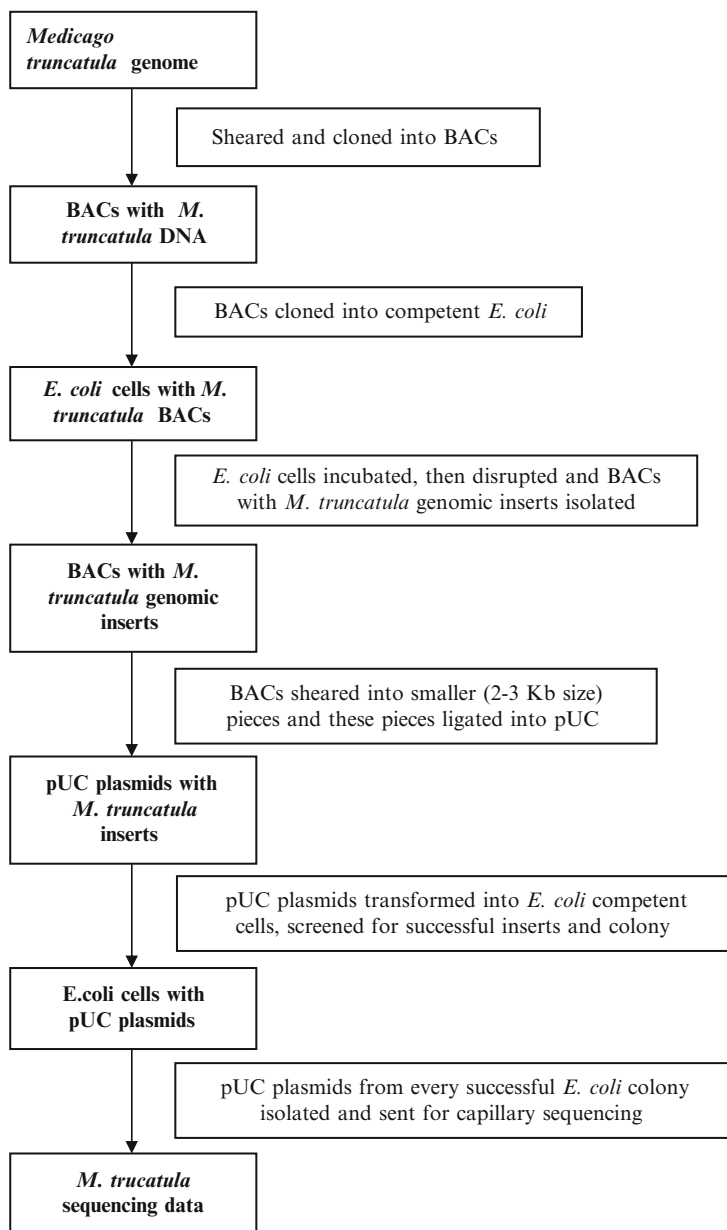 Medicago
truncatula genome
Sheared and cloned into BACs
BACs with M.
truncatula DNA
BACs cloned into competent E. coli
E. coli cells with M.
truncatula BACs
E. coli cells incubated, then disrupted and BACs
with M. truncatula genomic inserts isolated
BACs with M.
truncatula genomic
inserts
BACs sheared into smaller (2-3 Kb size)
pieces and these pieces ligated into pUC
pUC plasmids with
M. truncatula
inserts
pUC plasmids transformed into E. coli competent
cells, screened for successful inserts and colony
E.coli cells with
pUC plasmids
pUC plasmids from every successful E. coli colony
isolated and sent for capillary sequencing
M. trucatula
sequencing data